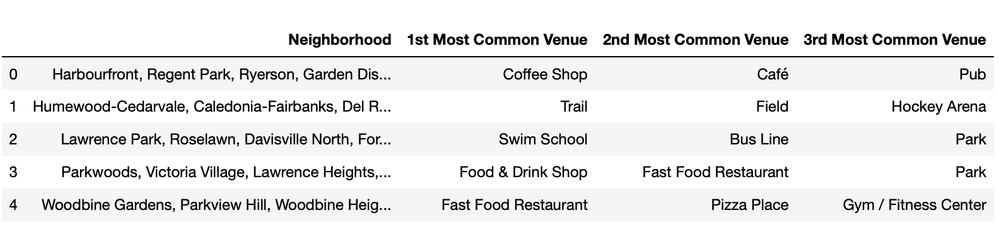 Neighborhood 1st Most Common Venue 2nd Most Common Venue 3rd Most Common Venue
0 Harbourfront, Regent Park, Ryerson, Garden Dis... Coffee Shop Café Pub
1 Humewood-Cedarvale, Caledonia-Fairbanks, Del R... Trail Field Hockey Arena
2 Lawrence Park, Roselawn, Davisville North, For... Swim School Bus Line Park
3 Parkwoods, Victoria Village, Lawrence Heights,... Food & Drink Shop Fast Food Restaurant Park
4 Woodbine Gardens, Parkview Hill, Woodbine Heig... Fast Food Restaurant Pizza Place Gym / Fitness Center